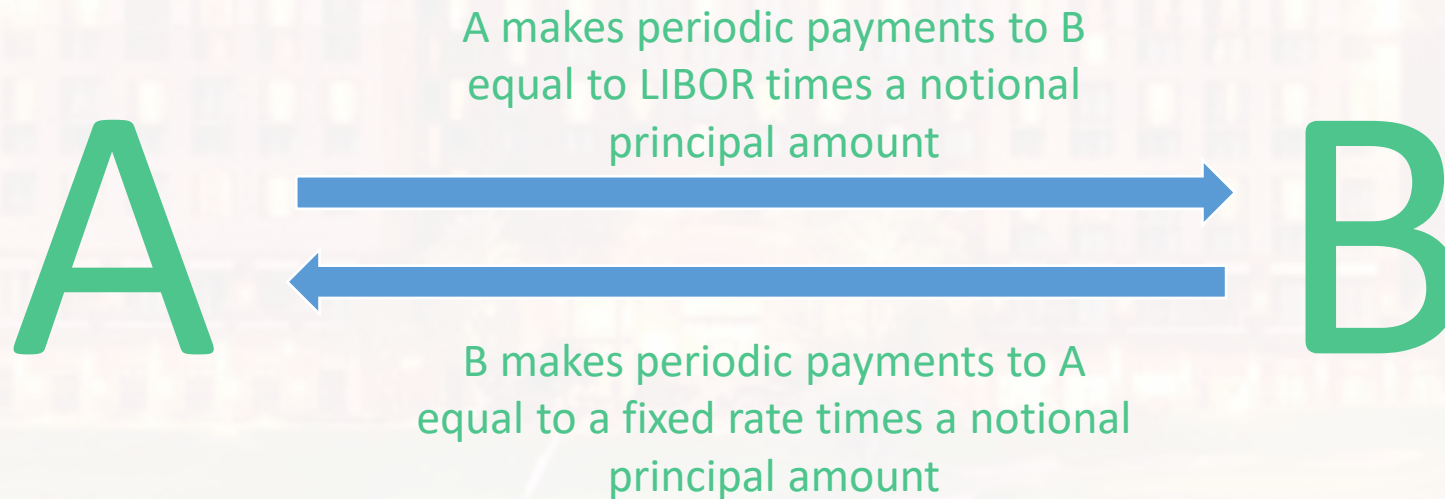 A makes periodic payments to B
equal to LIBOR times a notional
principal amount
A
B
B makes periodic payments to A
equal to a fixed rate times a notional
principal amount